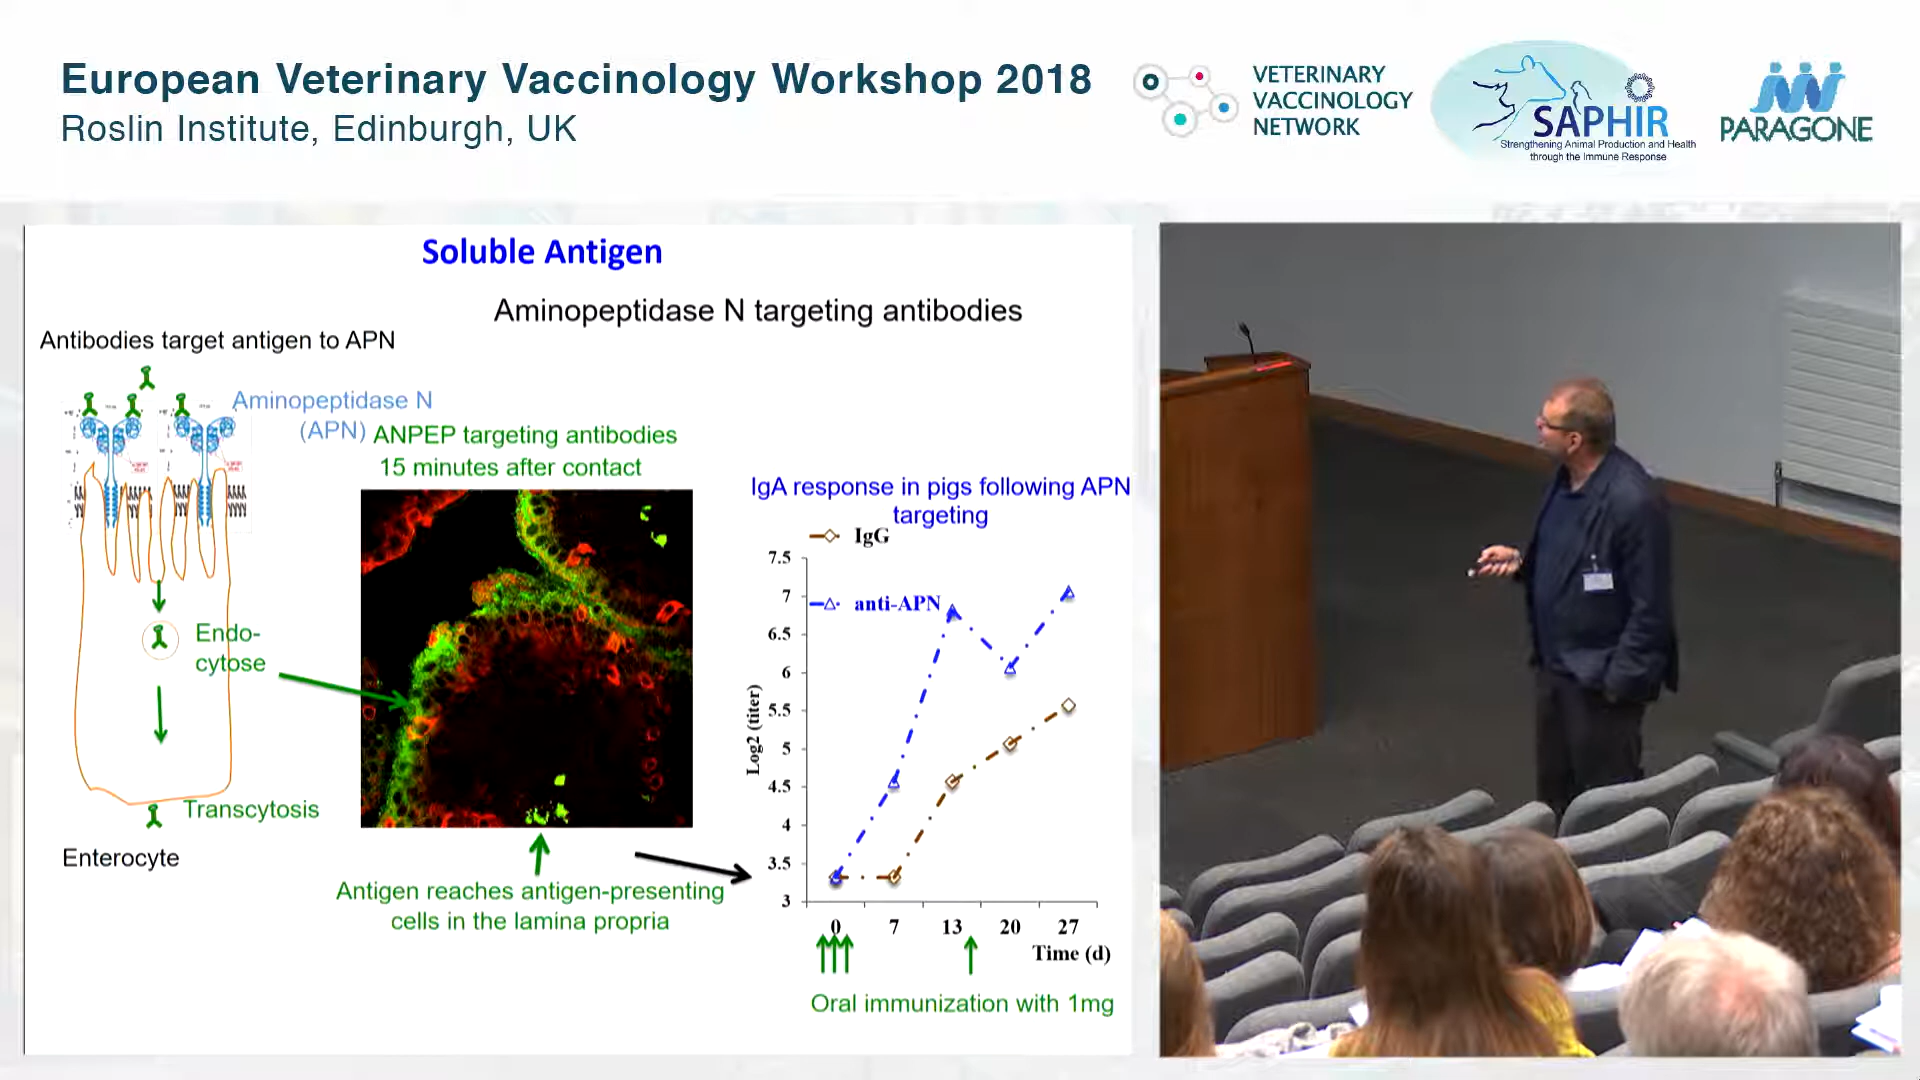 European Veterinary Vaccinology Workshop 2018
Roslin Institute, Edinburgh, UK
VETERINARY
VACCINOLOGY
NETWORK
SAPHIR
Strengthening Animal Production and Health
through the Immune Response
PARAGONE
Soluble Antigen
Aminopeptidase N targeting antibodies
Antibodies target antigen to APN
Aminopeptidase N
(APN)
ANPEP targeting antibodies
15 minutes after contact
Endo-
cytose
Transcytosis
Enterocyte
Antigen reaches antigen-presenting
cells in the lamina propria
IgA response in pigs following APN
targeting
IgG
anti-APN
Log2 (titer)
7.5
7
6.5
6
5.5
5
4.5
4
3.5
3
0 7 13 20 27
Time (d)
Oral immunization with 1mg